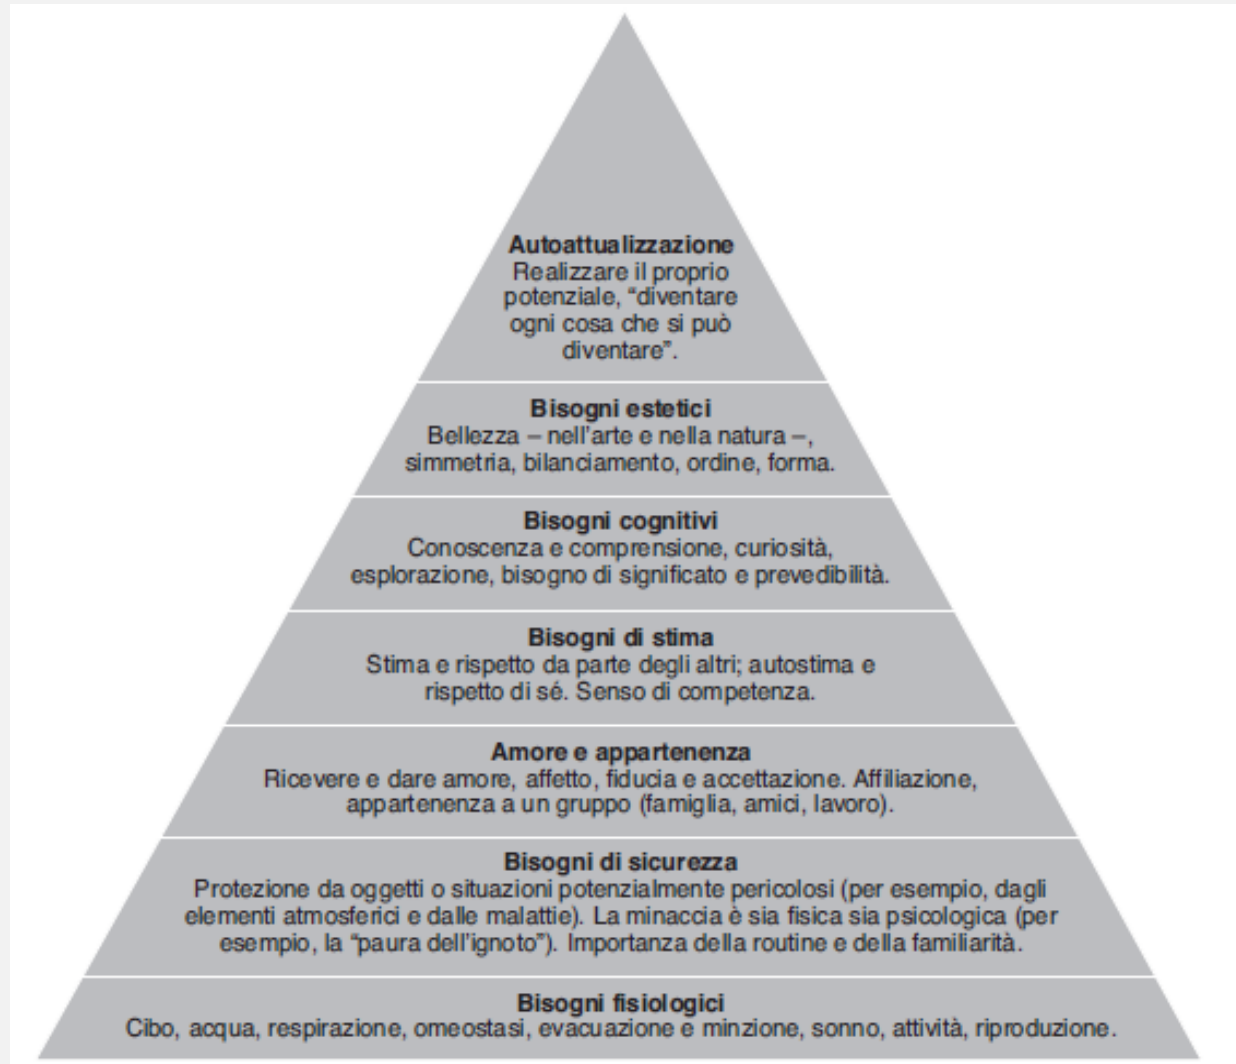 Autoattualizzazione
Realizzare il proprio
potenziale, “diventare
ogni cosa che si può
diventare”.
Bisogni estetici
Bellezza – nell’arte e nella natura –,
simmetria, bilanciamento, ordine, forma.
Bisogni cognitivi
Conoscenza e comprensione, curiosità,
esplorazione, bisogno di significato e prevedibilità.
Bisogni di stima
Stima e rispetto da parte degli altri; autostima e
rispetto di sé. Senso di competenza.
Amore e appartenenza
Ricevere e dare amore, affetto, fiducia e accettazione. Affiliazione,
appartenenza a un gruppo (famiglia, amici, lavoro).
Bisogni di sicurezza
Protezione da oggetti o situazioni potenzialmente pericolosi (per esempio, dagli
elementi atmosferici e dalle malattie). La minaccia è sia fisica sia psicologica (per
esempio, la “paura dell’ignoto”). Importanza della routine e della familiarità.
Bisogni fisiologici
Cibo, acqua, respirazione, omeostasi, evacuazione e minzione, sonno, attività, riproduzione.